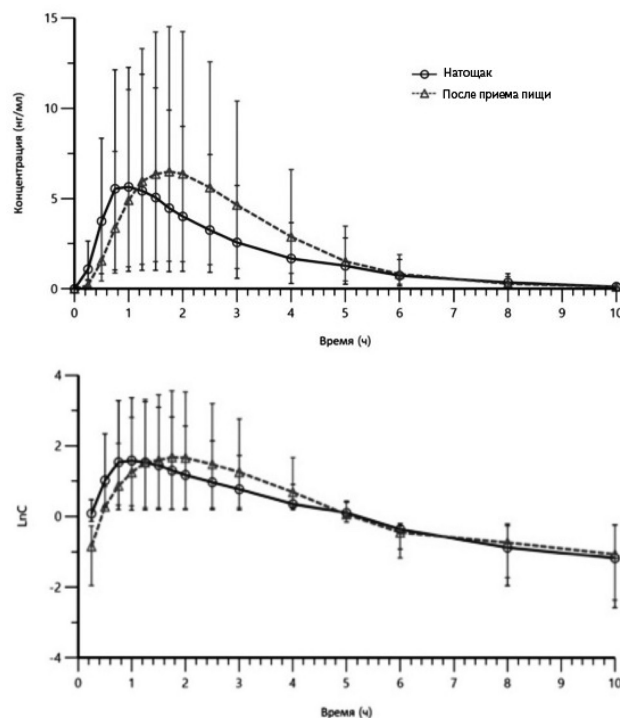 15
10
5
0
Концентрация (нг/мл)
Натощак
После приема пищи
0 1 2 3 4 5 6 7 8 9 10
Время (ч)
4
2
0
-2
-4
LnC
0 1 2 3 4 5 6 7 8 9 10
Время (ч)